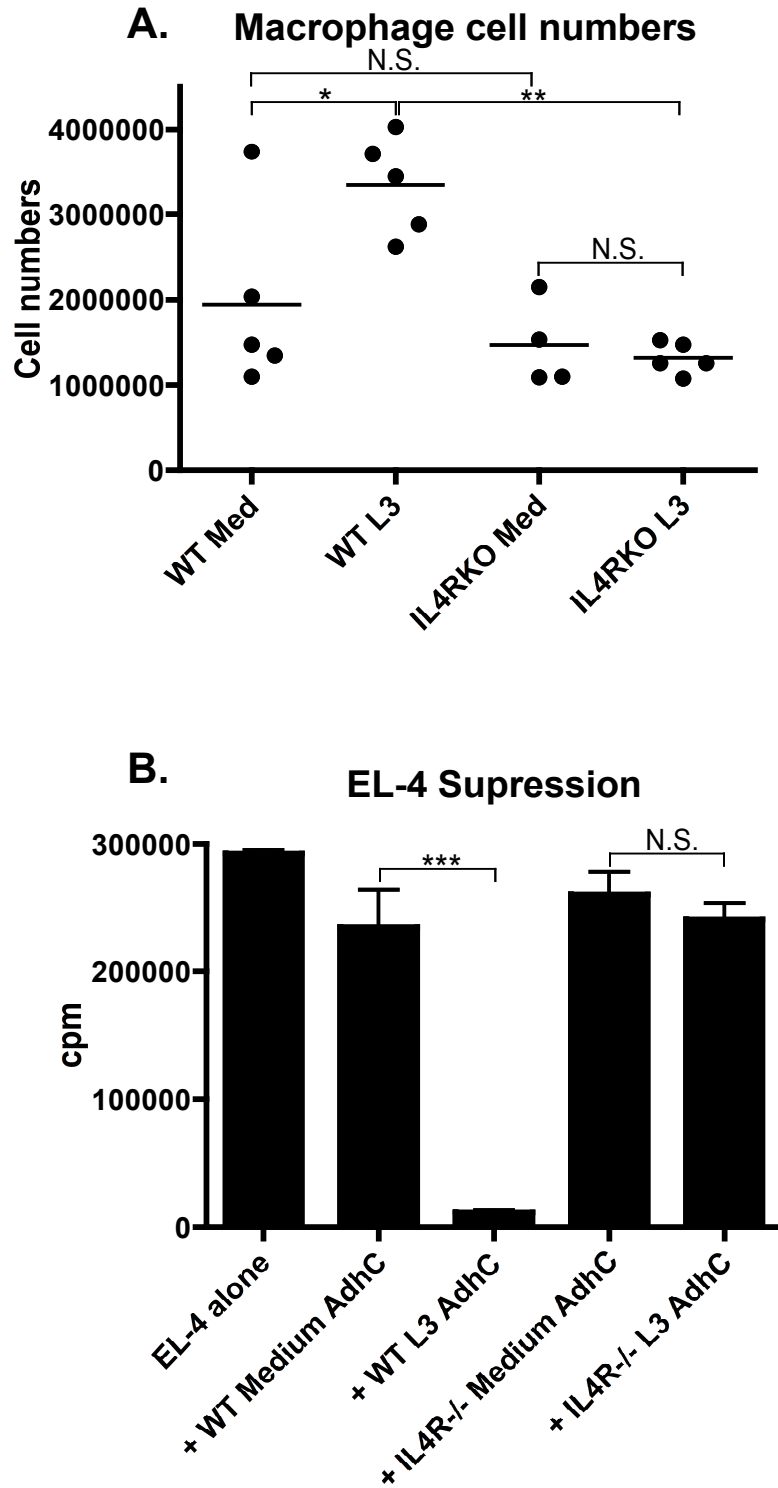 A. Macrophage cell numbers
N.S.
* **
4000000
3000000
N.S.
2000000
1000000
0
Cell numbers
WT Med
WT L3
IL4RKO Med
IL4RKO L3
B. EL-4 Supression
300000
*** N.S.
200000
100000
0
cpm
EL-4 alone
+ WT Medium AdhC
+ WT L3 AdhC
+ IL4R-/- Medium AdhC
+ IL4R-/- L3 AdhC